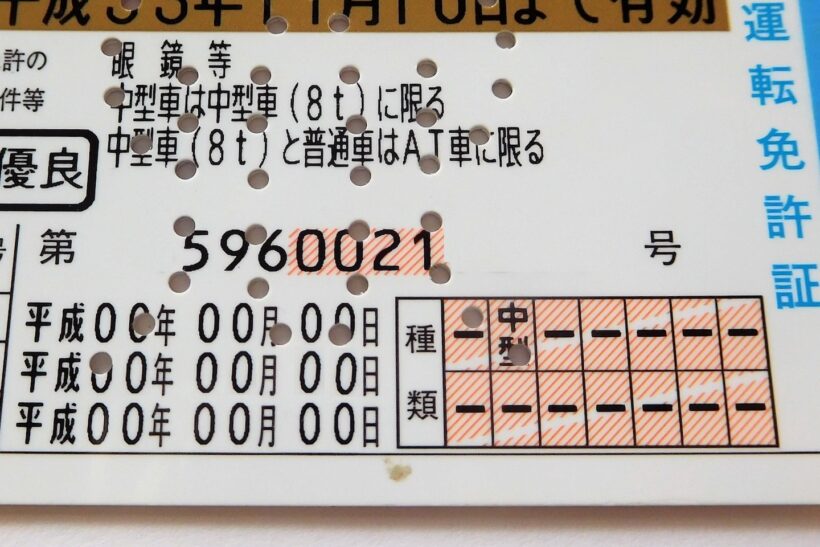 平成33年11月16日まで有効
許の
眼鏡等
件等
中型車は中型車(8t)に限る
中型車(8t)と普通車はAT車に限る
優良
第 5960021 号
平成00年 00月 00日
平成00年 00月 00日
平成00年 00月 00日
種類
— 中型 — — — — —
— — — — — — —
運転免許証